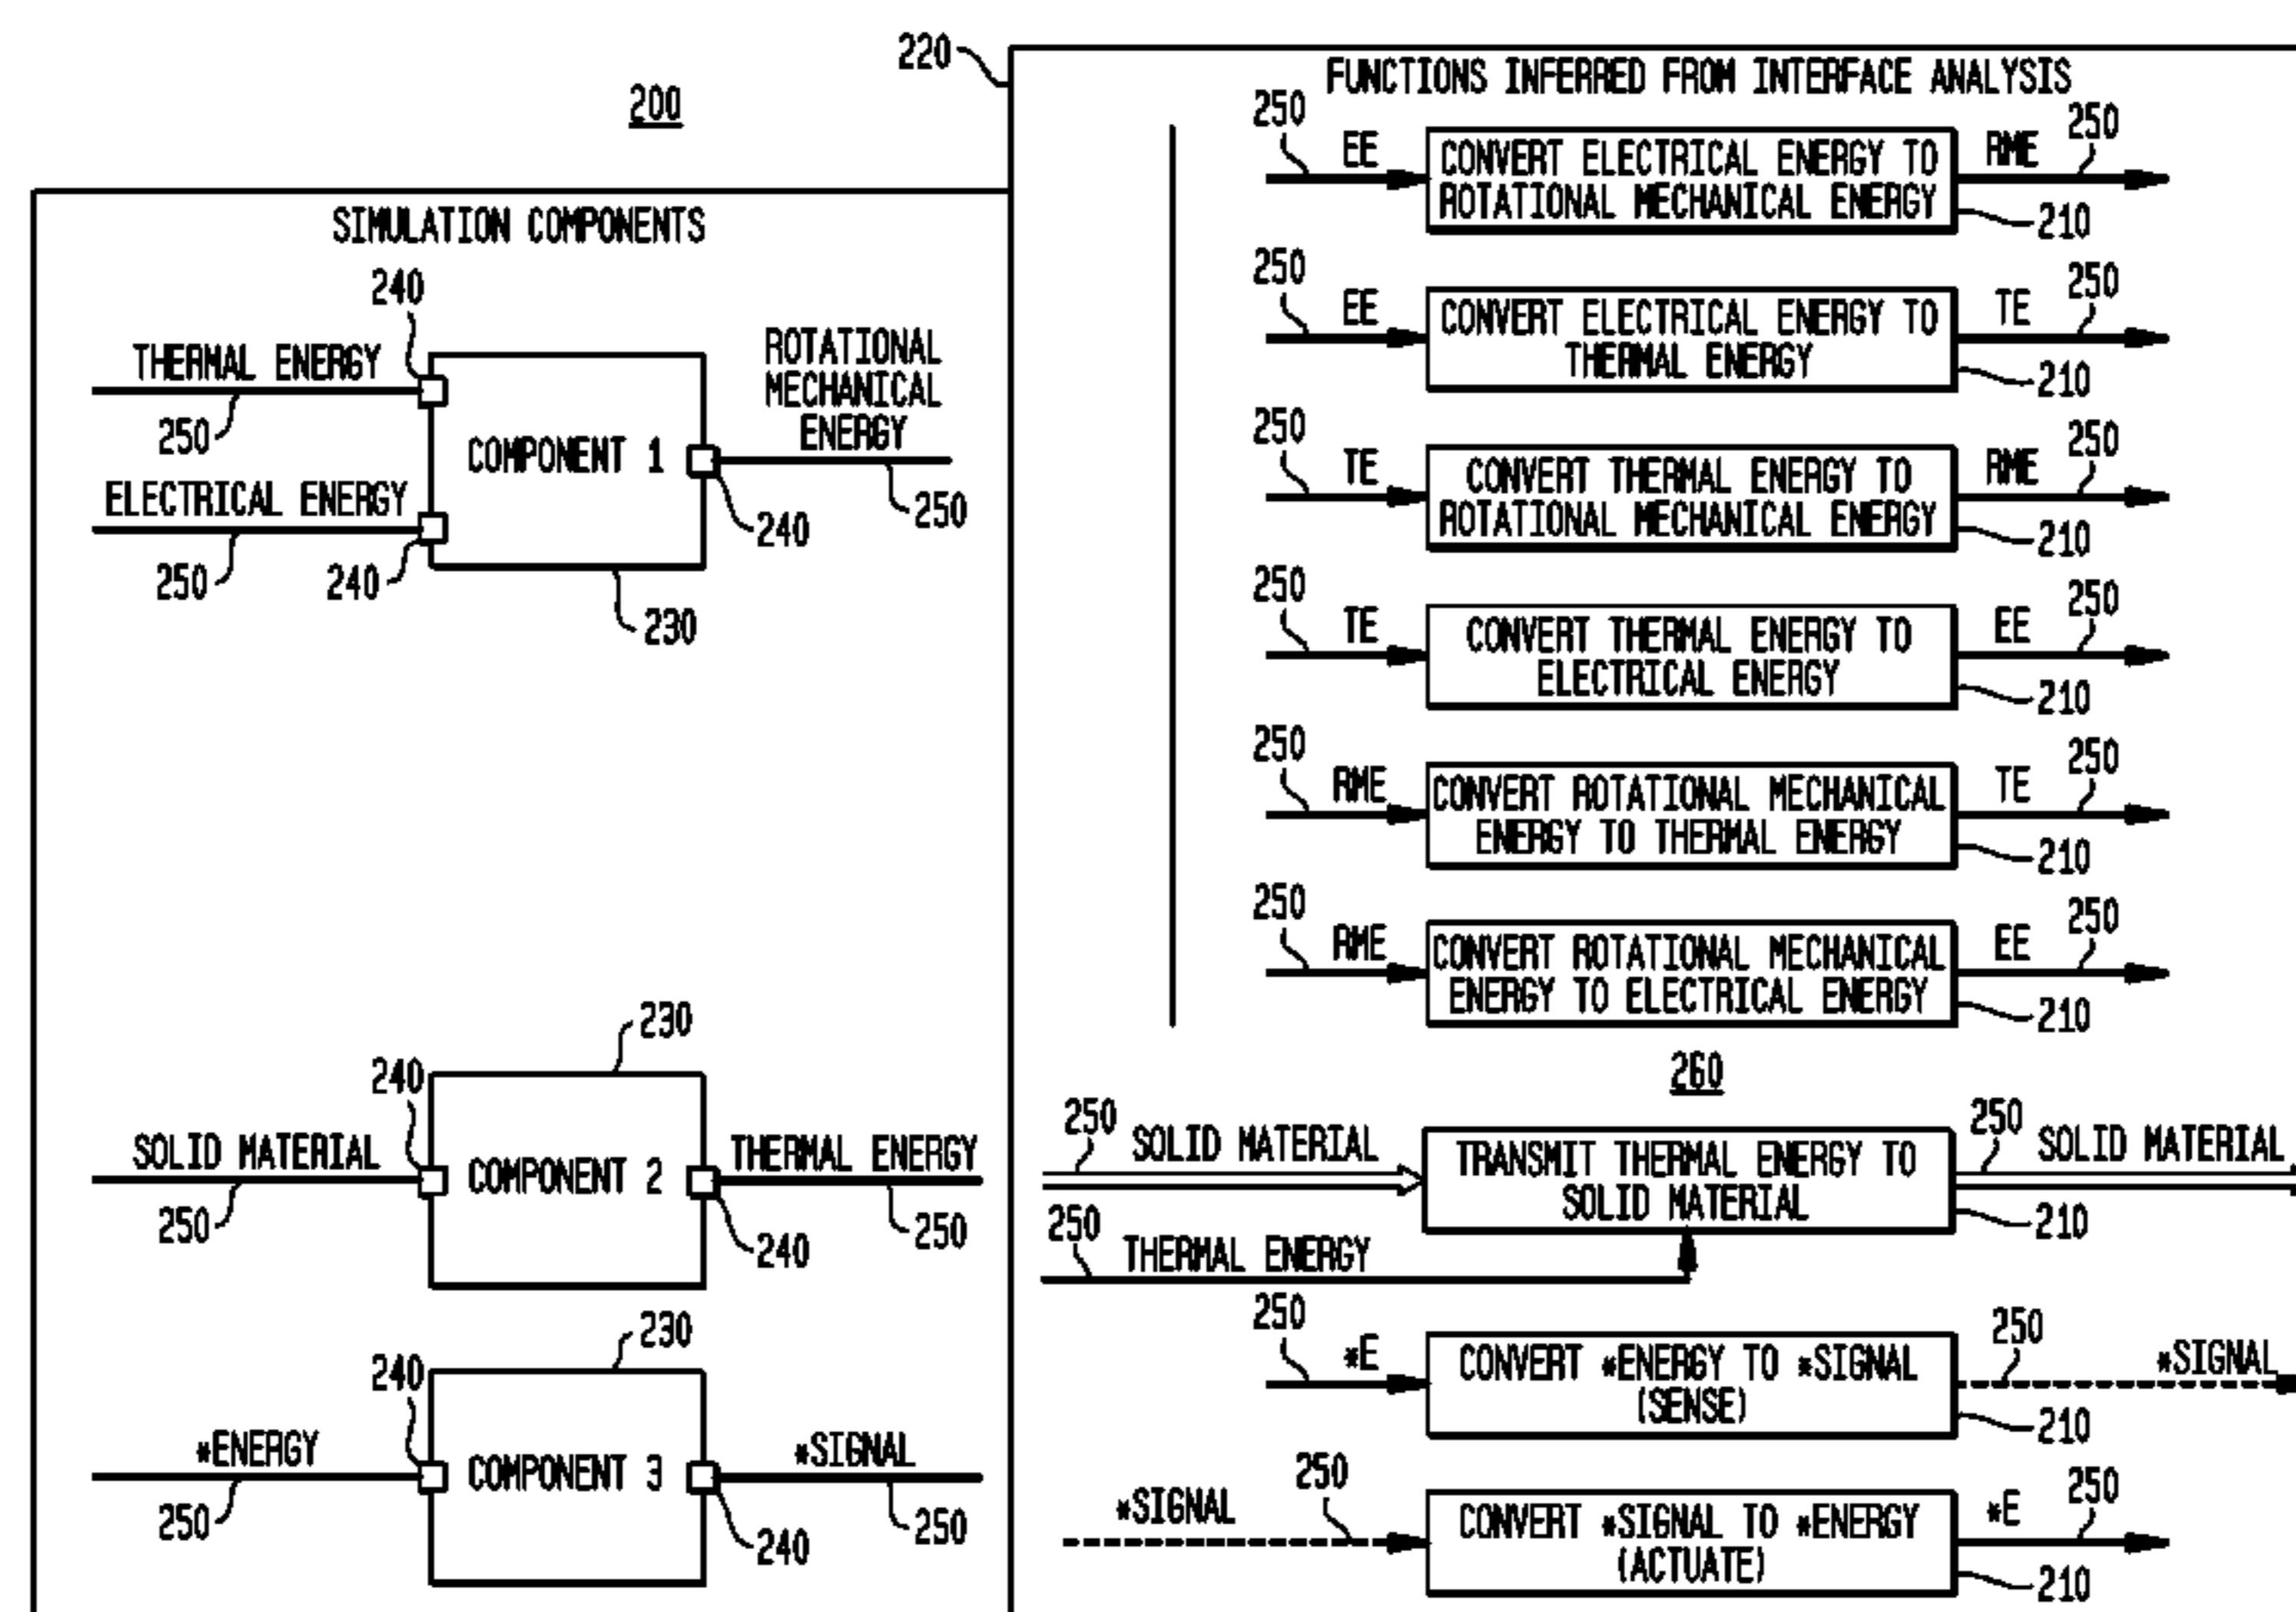 200
SIMULATION COMPONENTS
240
THERMAL ENERGY
250
ELECTRICAL ENERGY
250
240
COMPONENT 1
ROTATIONAL
MECHANICAL
ENERGY
250
240
230
230
240
SOLID MATERIAL
250
COMPONENT 2
THERMAL ENERGY
250
240
230
240
*ENERGY
250
COMPONENT 3
*SIGNAL
250
240
220
FUNCTIONS INFERRED FROM INTERFACE ANALYSIS
250
EE
CONVERT ELECTRICAL ENERGY TO
ROTATIONAL MECHANICAL ENERGY
RME
250
210
250
EE
CONVERT ELECTRICAL ENERGY TO
THERMAL ENERGY
TE
250
210
250
TE
CONVERT THERMAL ENERGY TO
ROTATIONAL MECHANICAL ENERGY
RME
250
210
250
TE
CONVERT THERMAL ENERGY TO
ELECTRICAL ENERGY
EE
250
210
250
RME
CONVERT ROTATIONAL MECHANICAL
ENERGY TO THERMAL ENERGY
TE
250
210
250
RME
CONVERT ROTATIONAL MECHANICAL
ENERGY TO ELECTRICAL ENERGY
EE
250
210
260
250
SOLID MATERIAL
TRANSMIT THERMAL ENERGY TO
SOLID MATERIAL
250
SOLID MATERIAL
210
250
THERMAL ENERGY
250
*E
CONVERT *ENERGY TO *SIGNAL
(SENSE)
250
*SIGNAL
210
*SIGNAL
250
CONVERT *SIGNAL TO *ENERGY
(ACTUATE)
*E
250
210